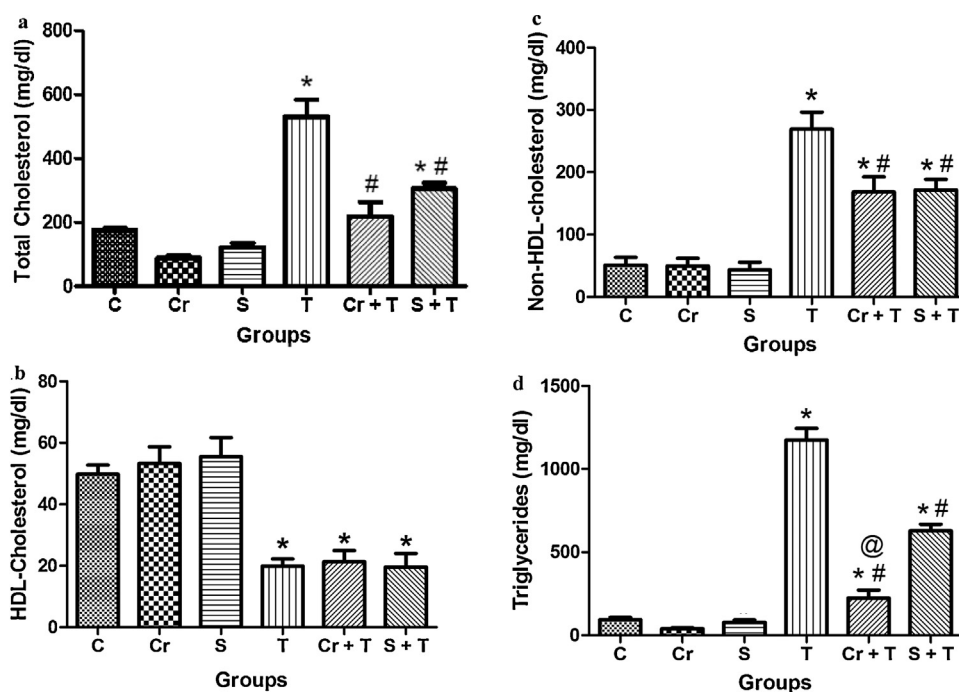 a
Total Cholesterol (mg/dl)
800
600
400
200
0
*
#
* #
C Cr S T Cr + T S + T
Groups
c
Non-HDL-cholesterol (mg/dl)
400
300
200
100
0
*
* #
* #
C Cr S T Cr + T S + T
Groups
b
HDL-Cholesterol (mg/dl)
80
60
40
20
0
*
*
*
C Cr S T Cr + T S + T
Groups
d
Triglycerides (mg/dl)
1500
1000
500
0
*
@
* #
* #
C Cr S T Cr + T S + T
Groups